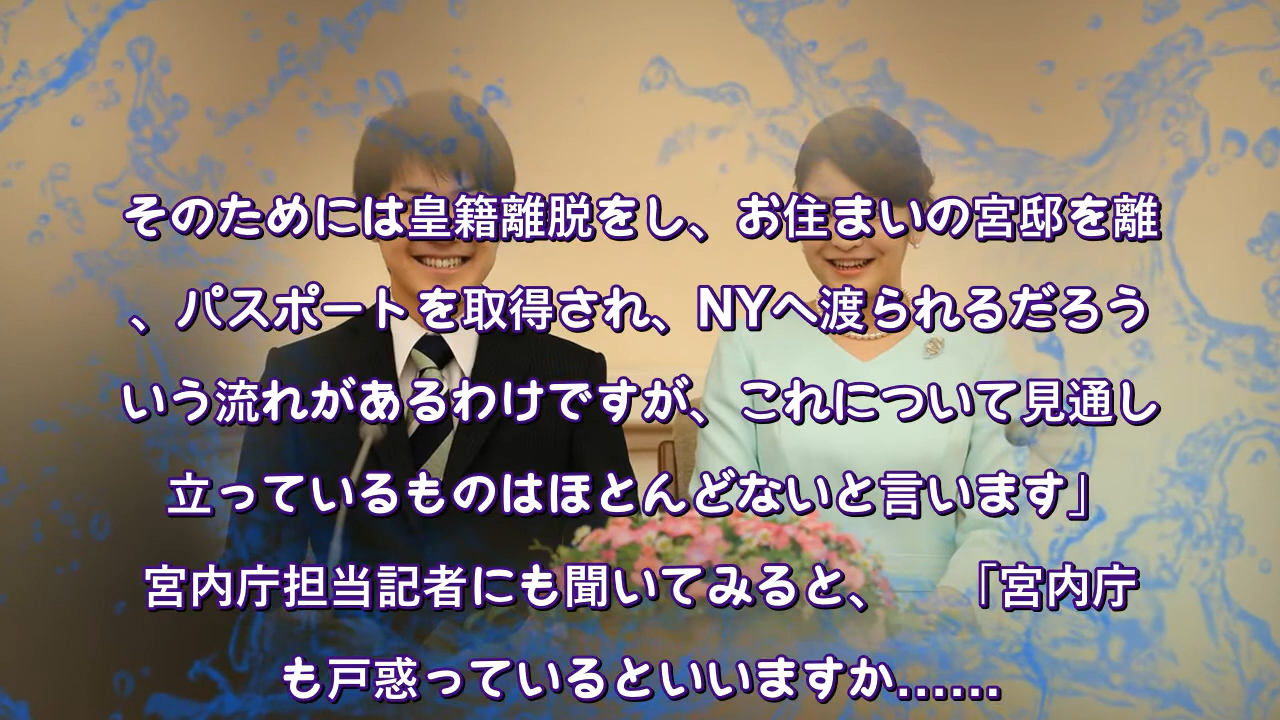 そのためには皇籍離脱をし、お住まいの宮邸を離
、パスポートを取得され、NYへ渡られるだろう
いう流れがあるわけですが、これについて見通し
立っているものはほとんどないと言います」
宮内庁担当記者にも聞いてみると、　「宮内庁
も戸惑っているといいますか......